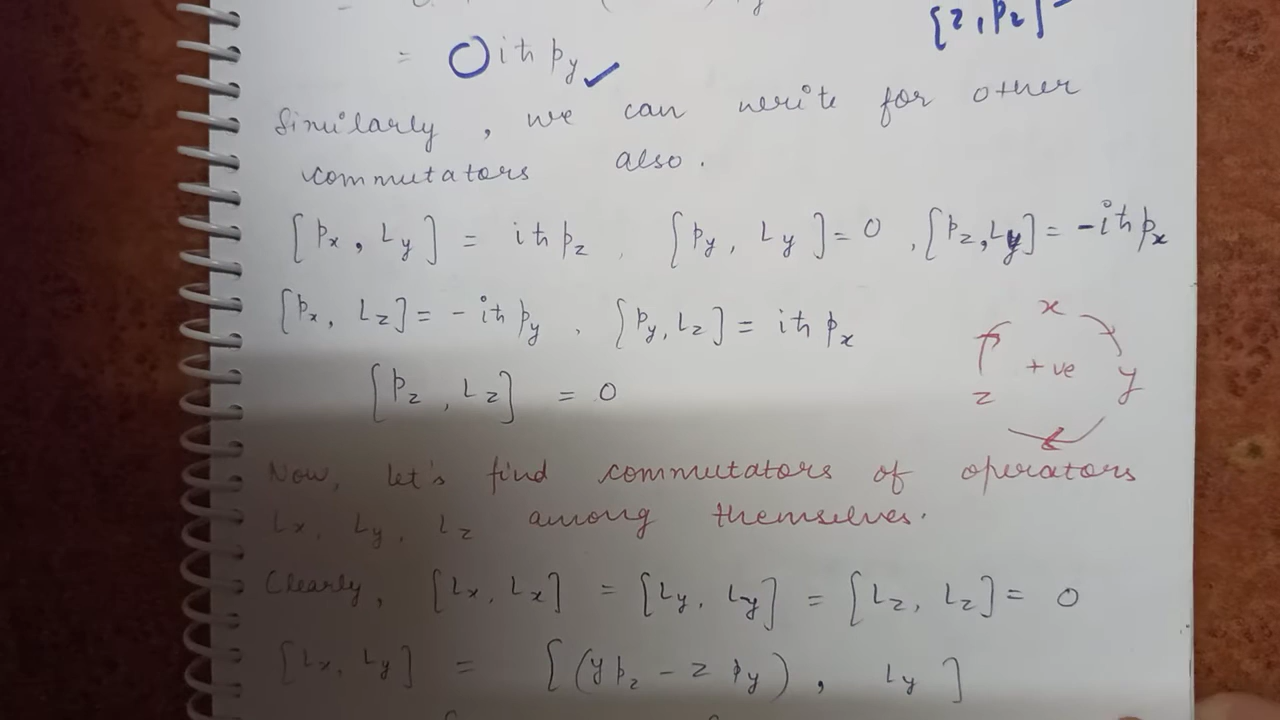 [z, p_z] =
= 0 iħ p_y ✓
Similarly, we can write for other
commutators also.
[p_x, L_y] = iħ p_z, [p_y, L_y] = 0, [p_z, L_y] = -iħ p_x
[p_x, L_z] = -iħ p_y, [p_y, L_z] = iħ p_x
[p_z, L_z] = 0
x
+ve
y
z
Now, let's find commutators of operators
L_x, L_y, L_z among themselves.
Clearly, [L_x, L_x] = [L_y, L_y] = [L_z, L_z] = 0
[L_x, L_y] = [(y p_z - z p_y), L_y]